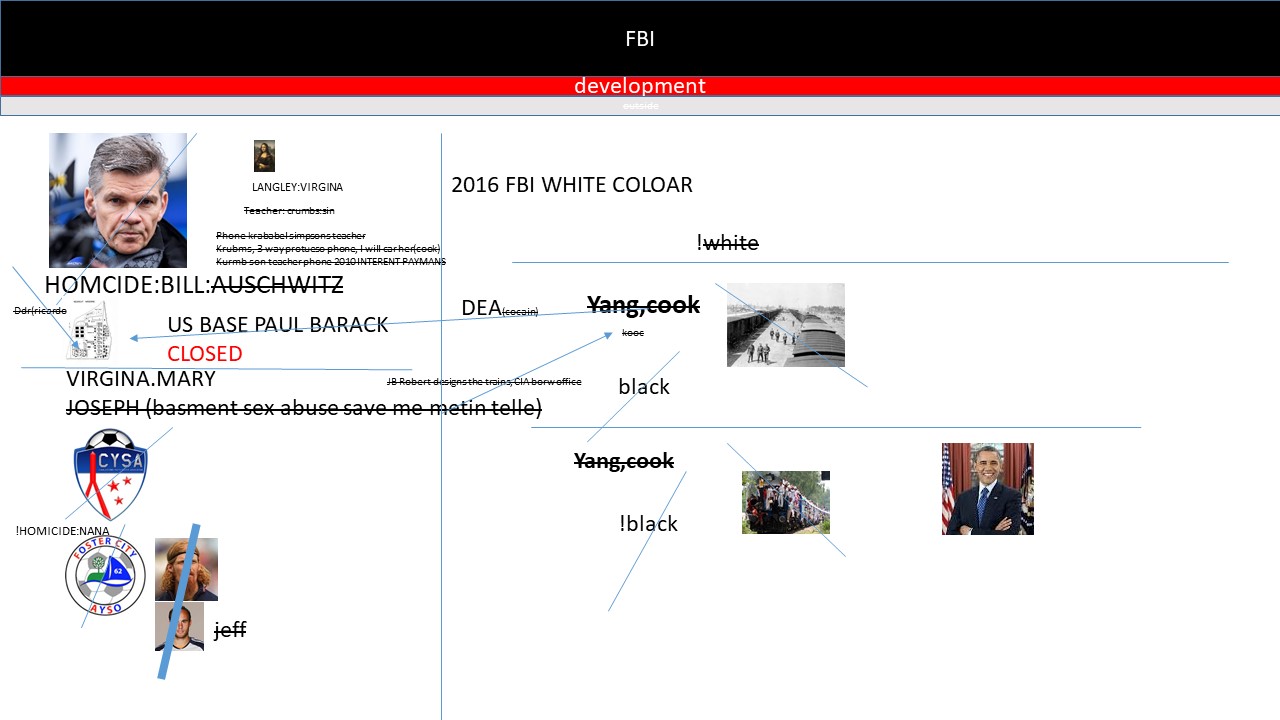 FBI
development
outside
LANGLEY:VIRGINA
Teacher: crumbs:sin
Phone krababel simpsons teacher
Krubms, 3 way protueso phone, I will car her(cook)
Kurmb son teacher phone 2010 INTERENT PAYMANS
HOMCIDE:BILL:AUSCHWITZ
Ddr(ricardo
US BASE PAUL BARACK
CLOSED
VIRGINA.MARY
JOSEPH (basment sex abuse save me metin telle)
JB Robert designs the trains, CIA borw office
CYSA
!HOMICIDE:NANA
FOSTER CITY
62
AYSO
jeff
2016 FBI WHITE COLOAR
!white
DEA(cocain)
Yang,cook
kooc
black
Yang,cook
!black